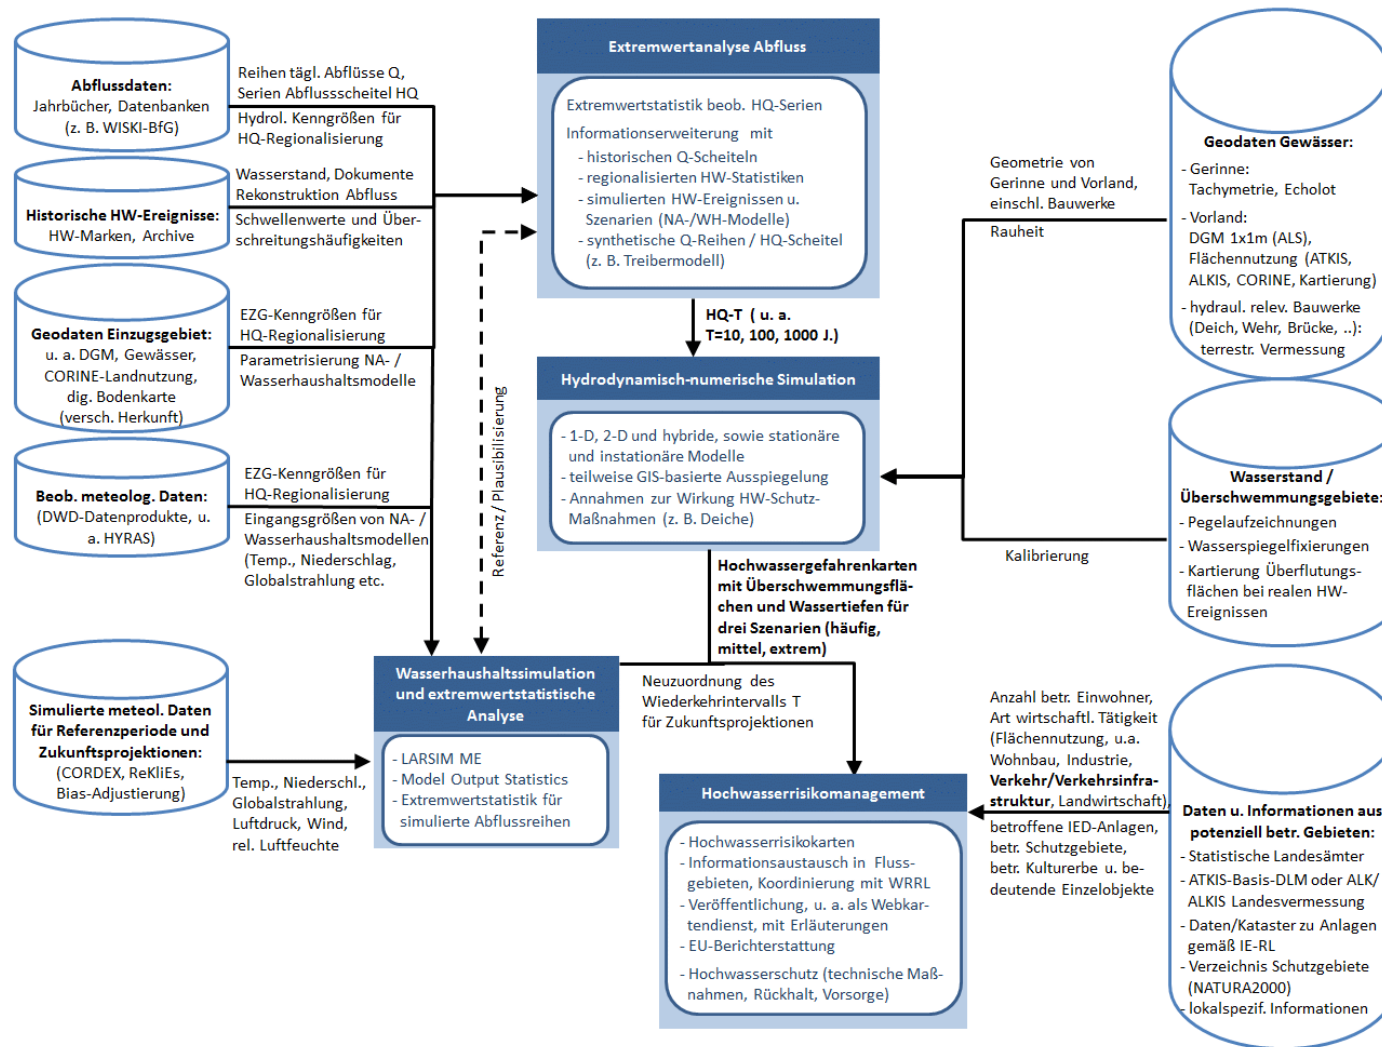 Abflussdaten:
Jahrbücher, Datenbanken
(z. B. WISKI-BfG)
Reihen tägl. Abflüsse Q,
Serien Abflussscheitel HQ
Hydrol. Kenngrößen für
HQ-Regionalisierung
Historische HW-Ereignisse:
HW-Marken, Archive
Wasserstand, Dokumente
Rekonstruktion Abfluss
Schwellenwerte und Über-
schreitungshäufigkeiten
Geodaten Einzugsgebiet:
u. a. DGM, Gewässer,
CORINE-Landnutzung,
dig. Bodenkarte
(versch. Herkunft)
EZG-Kenngrößen für
HQ-Regionalisierung
Parametrisierung NA- /
Wasserhaushaltsmodelle
Beob. meteolog. Daten:
(DWD-Datenprodukte, u.
a. HYRAS)
EZG-Kenngrößen für
HQ-Regionalisierung
Eingangsgrößen von NA- /
Wasserhaushaltsmodellen
(Temp., Niederschlag,
Globalstrahlung etc.
Simulierte meteol. Daten
für Referenzperiode und
Zukunftsprojektionen:
(CORDEX, ReKliEs,
Bias-Adjustierung)
Temp., Niederschl.,
Globalstrahlung,
Luftdruck, Wind,
rel. Luftfeuchte
Referenz / Plausibilisierung
Extremwertanalyse Abfluss
Extremwertstatistik beob. HQ-Serien
Informationserweiterung mit
- historischen Q-Scheiteln
- regionalisierten HW-Statistiken
- simulierten HW-Ereignissen u.
Szenarien (NA-/WH-Modelle)
- synthetische Q-Reihen / HQ-Scheitel
(z. B. Treibermodell)
HQ-T ( u. a.
T=10, 100, 1000 J.)
Hydrodynamisch-numerische Simulation
- 1-D, 2-D und hybride, sowie stationäre
und instationäre Modelle
- teilweise GIS-basierte Ausspiegelung
- Annahmen zur Wirkung HW-Schutz-
Maßnahmen (z. B. Deiche)
Hochwassergefahrenkarten
mit Überschwemmungsflä-
chen und Wassertiefen für
drei Szenarien (häufig,
mittel, extrem)
Wasserhaushaltssimulation
und extremwertstatistische
Analyse
- LARSIM ME
- Model Output Statistics
- Extremwertstatistik für
simulierte Abflussreihen
Neuzuordnung des
Wiederkehrintervalls T
für Zukunftsprojektionen
Hochwasserrisikomanagement
- Hochwasserrisikokarten
- Informationsaustausch in Fluss-
gebieten, Koordinierung mit WRRL
- Veröffentlichung, u. a. als Webkar-
tendienst, mit Erläuterungen
- EU-Berichterstattung
- Hochwasserschutz (technische Maß-
nahmen, Rückhalt, Vorsorge)
Geometrie von
Gerinne und Vorland,
einschl. Bauwerke
Rauheit
Geodaten Gewässer:
- Gerinne:
Tachymetrie, Echolot
- Vorland:
DGM 1x1m (ALS),
Flächennutzung (ATKIS,
ALKIS, CORINE, Kartierung)
- hydraul. relev. Bauwerke
(Deich, Wehr, Brücke, ..):
terrestr. Vermessung
Kalibrierung
Wasserstand /
Überschwemmungsgebiete:
- Pegelaufzeichnungen
- Wasserspiegelfixierungen
- Kartierung Überflutungs-
flächen bei realen HW-
Ereignissen
Anzahl betr. Einwohner,
Art wirtschaftl. Tätigkeit
(Flächennutzung, u.a.
Wohnbau, Industrie,
Verkehr/Verkehrsinfra-
struktur, Landwirtschaft),
betroffene IED-Anlagen,
betr. Schutzgebiete,
betr. Kulturerbe u. be-
deutende Einzelobjekte
Daten u. Informationen aus
potenziell betr. Gebieten:
- Statistische Landesämter
- ATKIS-Basis-DLM oder ALK/
ALKIS Landesvermessung
- Daten/Kataster zu Anlagen
gemäß IE-RL
- Verzeichnis Schutzgebiete
(NATURA2000)
- lokalspezif. Informationen